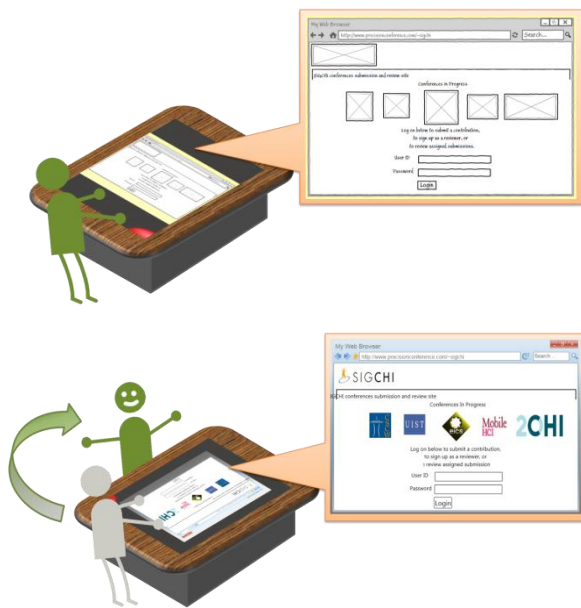 My Web Browser
http://www.precisionconference.com/~sigchi
Search...
SIGCHI conferences submission and review site
Conferences In Progress
Log on below to submit a contribution,
to sign up as a reviewer, or
to review assigned submissions.
User ID
Password
Login
My Web Browser
http://www.precisionconference.com/~sigchi
Search...
SIGCHI
SIGCHI conferences submission and review site
Conferences In Progress
UIST
eics
Mobile
HCI
CHI
Log on below to submit a contribution,
to sign up as a reviewer, or
review assigned submission
User ID
Password
Login